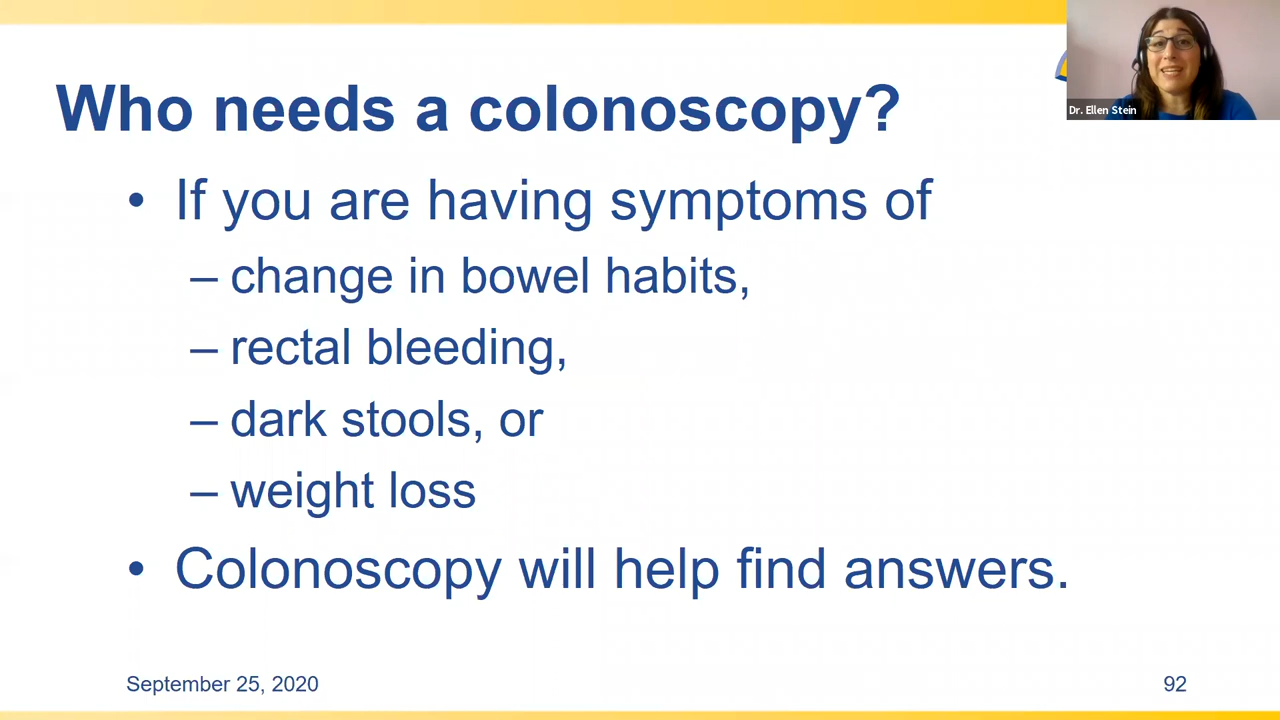 Who needs a colonoscopy?
Dr. Ellen Stein
• If you are having symptoms of
– change in bowel habits,
– rectal bleeding,
– dark stools, or
– weight loss
• Colonoscopy will help find answers.
September 25, 2020
92